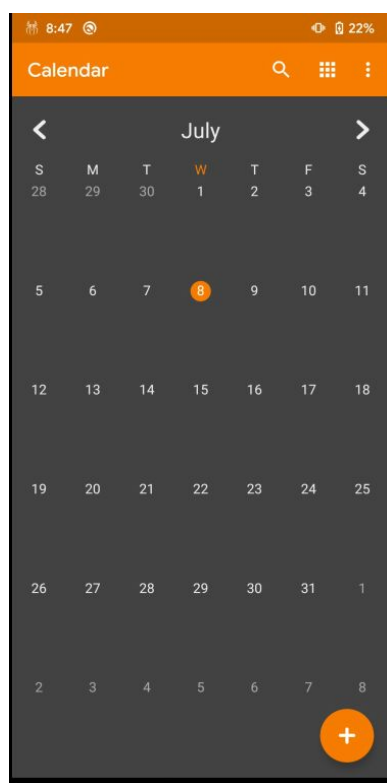 8:47 22%
Calendar
July
S M T W T F S
28 29 30 1 2 3 4
5 6 7 8 9 10 11
12 13 14 15 16 17 18
19 20 21 22 23 24 25
26 27 28 29 30 31 1
2 3 4 5 6 7 8
+